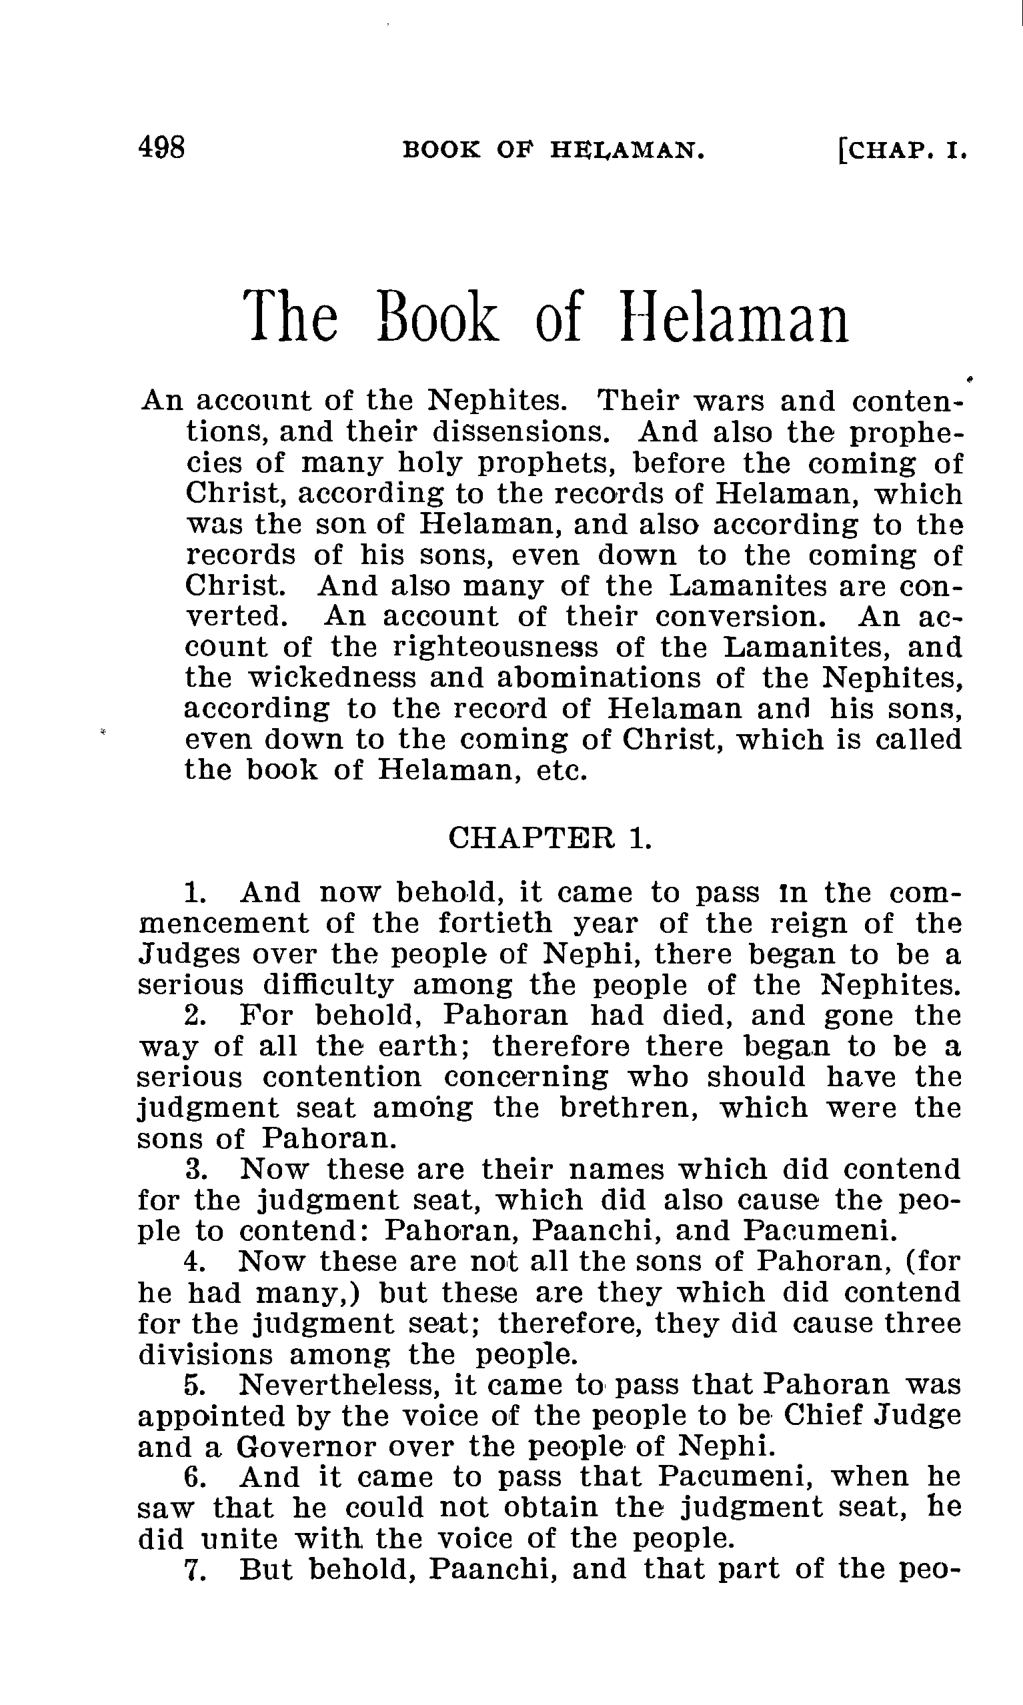 498 BOOK OF HELAMAN. [CHAP. I.
The Book of Helaman
An account of the Nephites. Their wars and conten-
tions, and their dissensions. And also the prophe-
cies of many holy prophets, before the coming of
Christ, according to the records of Helaman, which
was the son of Helaman, and also according to the
records of his sons, even down to the coming of
Christ. And also many of the Lamanites are con-
verted. An account of their conversion. An ac-
count of the righteousness of the Lamanites, and
the wickedness and abominations of the Nephites,
according to the record of Helaman and his sons,
even down to the coming of Christ, which is called
the book of Helaman, etc.
CHAPTER 1.
1. And now behold, it came to pass in the com-
mencement of the fortieth year of the reign of the
Judges over the people of Nephi, there began to be a
serious difficulty among the people of the Nephites.
2. For behold, Pahoran had died, and gone the
way of all the earth; therefore there began to be a
serious contention concerning who should have the
judgment seat among the brethren, which were the
sons of Pahoran.
3. Now these are their names which did contend
for the judgment seat, which did also cause the peo-
ple to contend: Pahoran, Paanchi, and Pacumeni.
4. Now these are not all the sons of Pahoran, (for
he had many,) but these are they which did contend
for the judgment seat; therefore, they did cause three
divisions among the people.
5. Nevertheless, it came to pass that Pahoran was
appointed by the voice of the people to be Chief Judge
and a Governor over the people of Nephi.
6. And it came to pass that Pacumeni, when he
saw that he could not obtain the judgment seat, he
did unite with the voice of the people.
7. But behold, Paanchi, and that part of the peo-